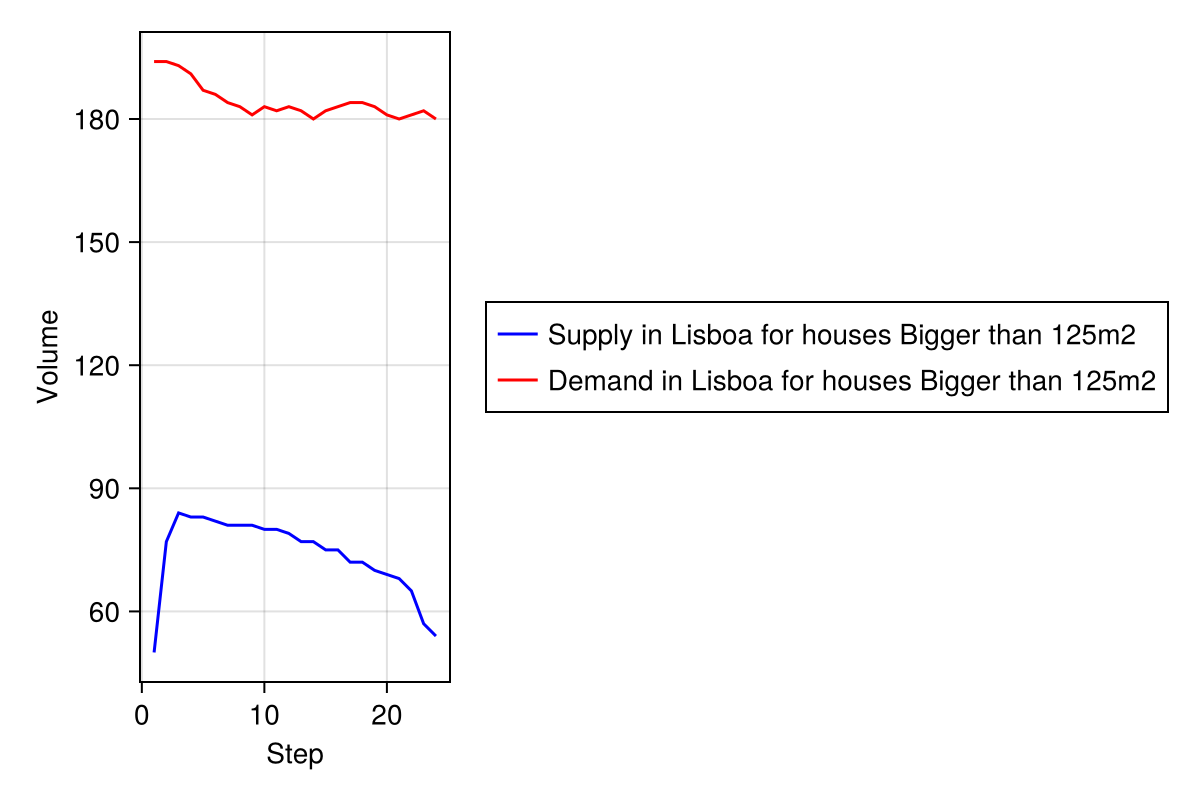 180
150
120
90
60
Volume
0 10 20
Step
Supply in Lisboa for houses Bigger than 125m2
Demand in Lisboa for houses Bigger than 125m2